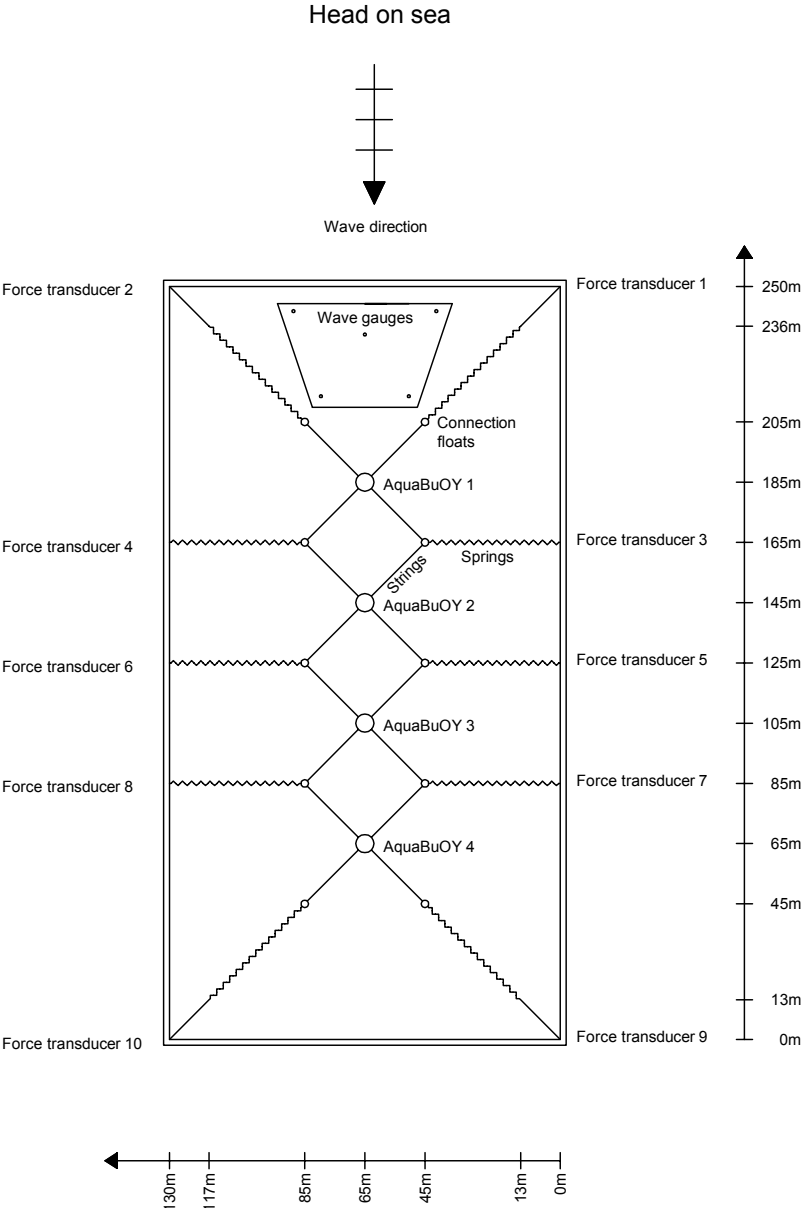 Head on sea
Wave direction
Force transducer 2
Force transducer 1
250m
Wave gauges
236m
Connection
floats
205m
AquaBuOY 1
185m
Force transducer 4
Force transducer 3
165m
Springs
Strings
AquaBuOY 2
145m
Force transducer 6
Force transducer 5
125m
AquaBuOY 3
105m
Force transducer 8
Force transducer 7
85m
AquaBuOY 4
65m
45m
13m
Force transducer 10
Force transducer 9
0m
130m
117m
85m
65m
45m
13m
0m